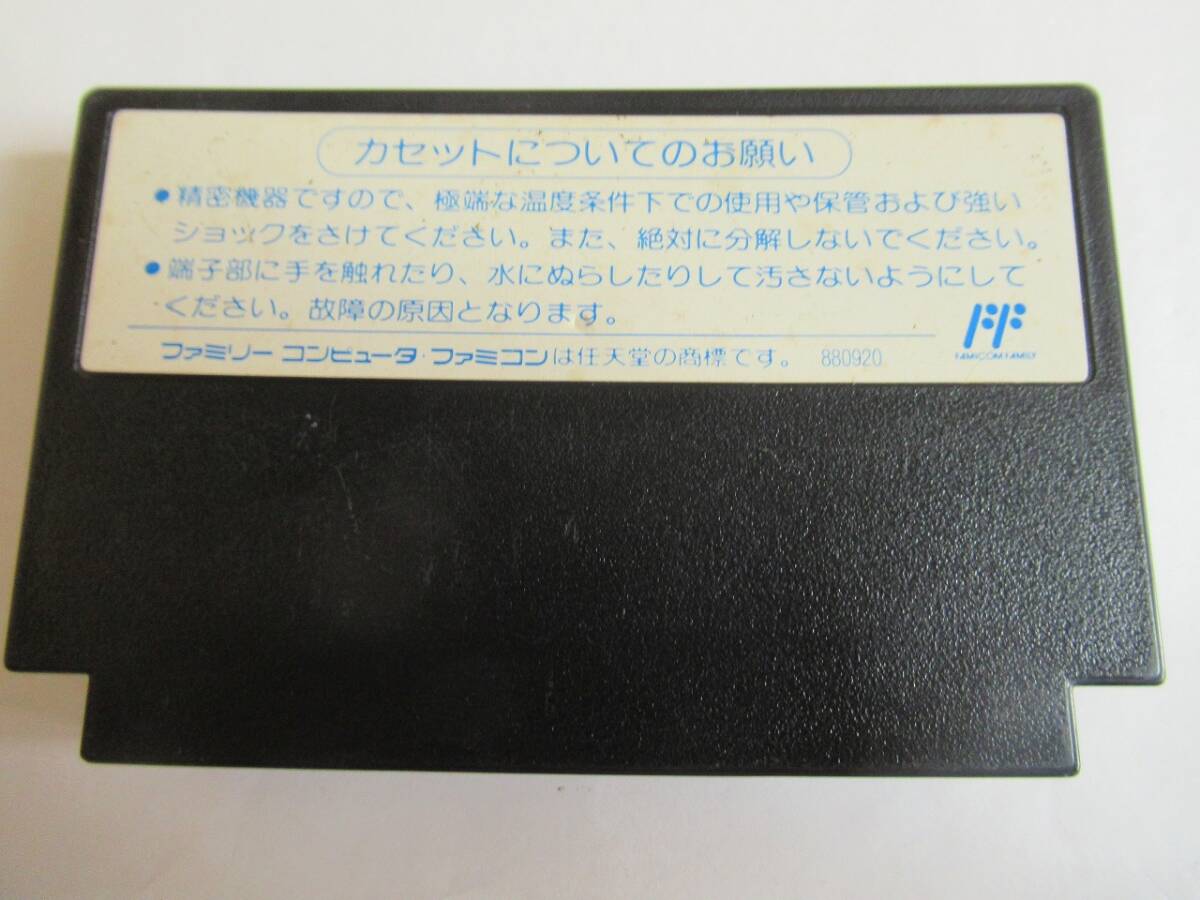 カセットについてのお願い
●精密機器ですので、極端な温度条件下での使用や保管および強い
ショックをさけてください。また、絶対に分解しないでください。
●端子部に手を触れたり、水にぬらしたりして汚さないようにして
ください。故障の原因となります。
FF
FAMICOM FAMILY
ファミリー コンピュータ・ファミコンは任天堂の商標です。 880920